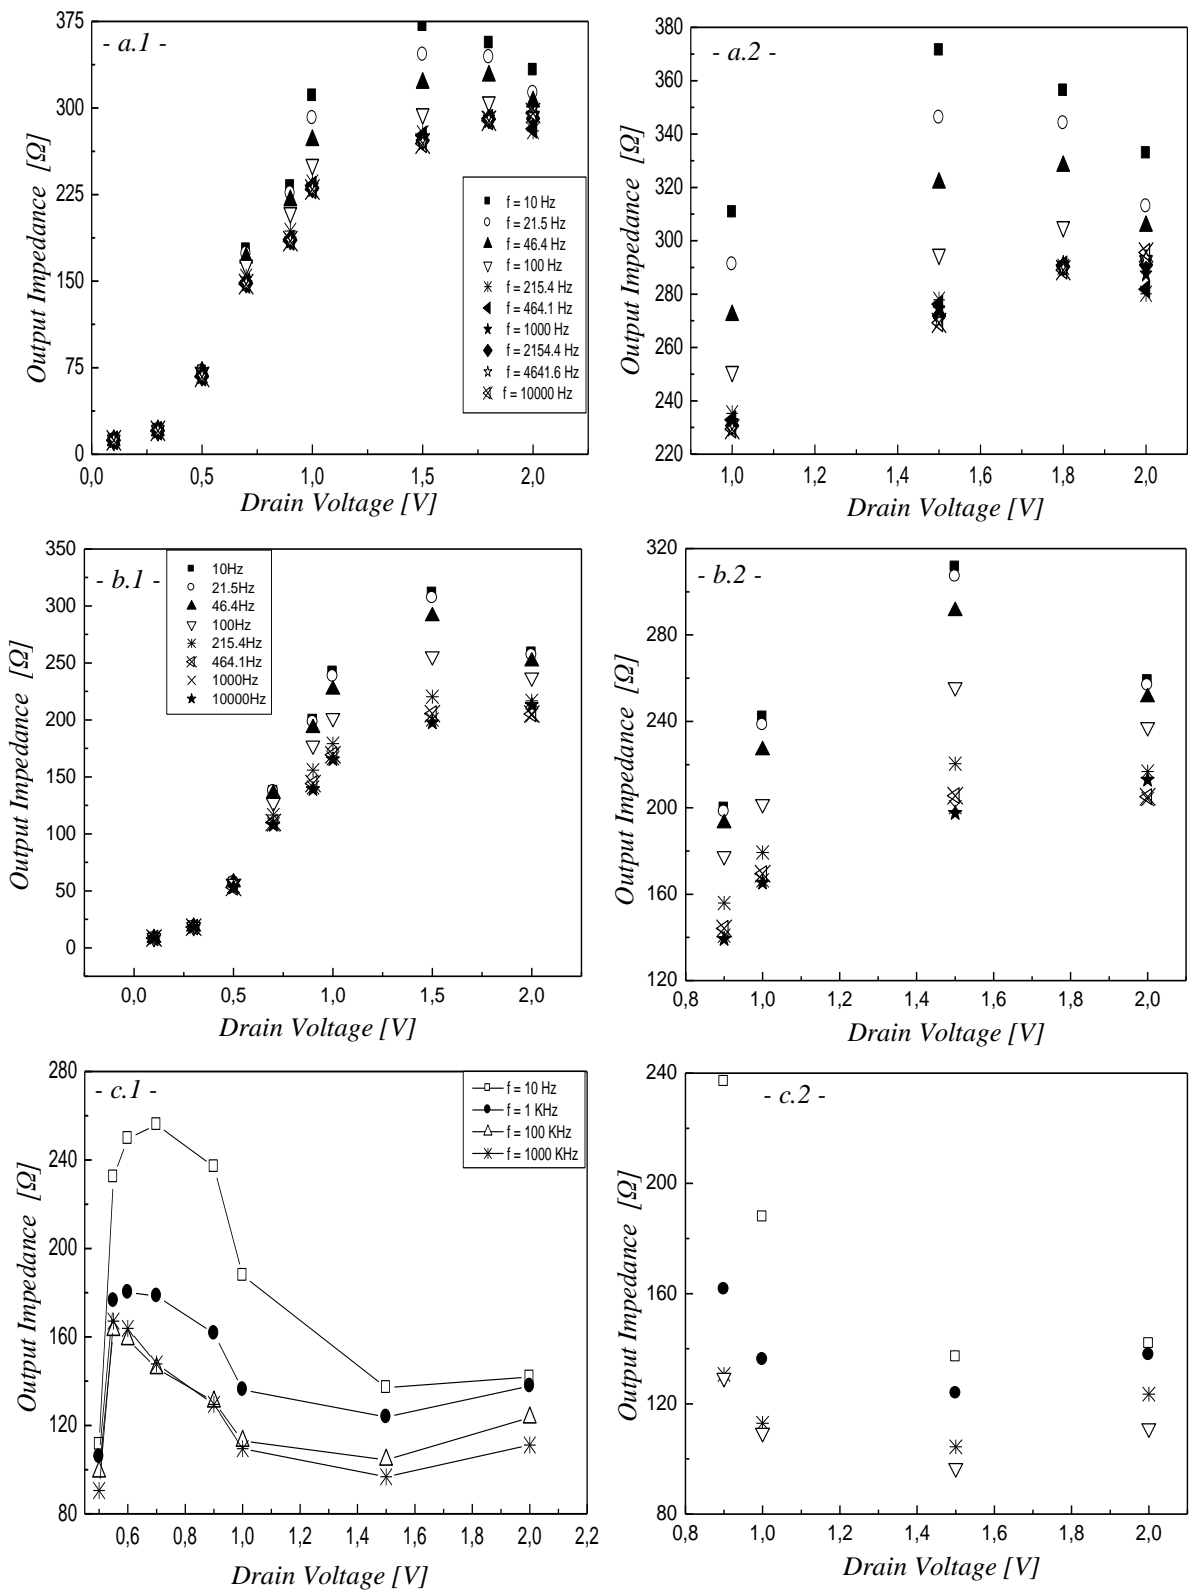 - a.1 -
375
300
225
150
75
0
Output Impedance [Ω]
f = 10 Hz
f = 21.5 Hz
f = 46.4 Hz
f = 100 Hz
f = 215.4 Hz
f = 464.1 Hz
f = 1000 Hz
f = 2154.4 Hz
f = 4641.6 Hz
f = 10000 Hz
0,0 0,5 1,0 1,5 2,0
Drain Voltage [V]
- a.2 -
380
360
340
320
300
280
260
240
220
Output Impedance [Ω]
1,0 1,2 1,4 1,6 1,8 2,0
Drain Voltage [V]
- b.1 -
350
300
250
200
150
100
50
0
Output Impedance [Ω]
10Hz
21.5Hz
46.4Hz
100Hz
215.4Hz
464.1Hz
1000Hz
10000Hz
0,0 0,5 1,0 1,5 2,0
Drain Voltage [V]
- b.2 -
320
280
240
200
160
120
Output Impedance [Ω]
0,8 1,0 1,2 1,4 1,6 1,8 2,0
Drain Voltage [V]
- c.1 -
280
240
200
160
120
80
Output Impedance [Ω]
f = 10 Hz
f = 1 KHz
f = 100 KHz
f = 1000 KHz
0,6 0,8 1,0 1,2 1,4 1,6 1,8 2,0 2,2
Drain Voltage [V]
- c.2 -
240
200
160
120
80
Output Impedance [Ω]
0,8 1,0 1,2 1,4 1,6 1,8 2,0
Drain Voltage [V]